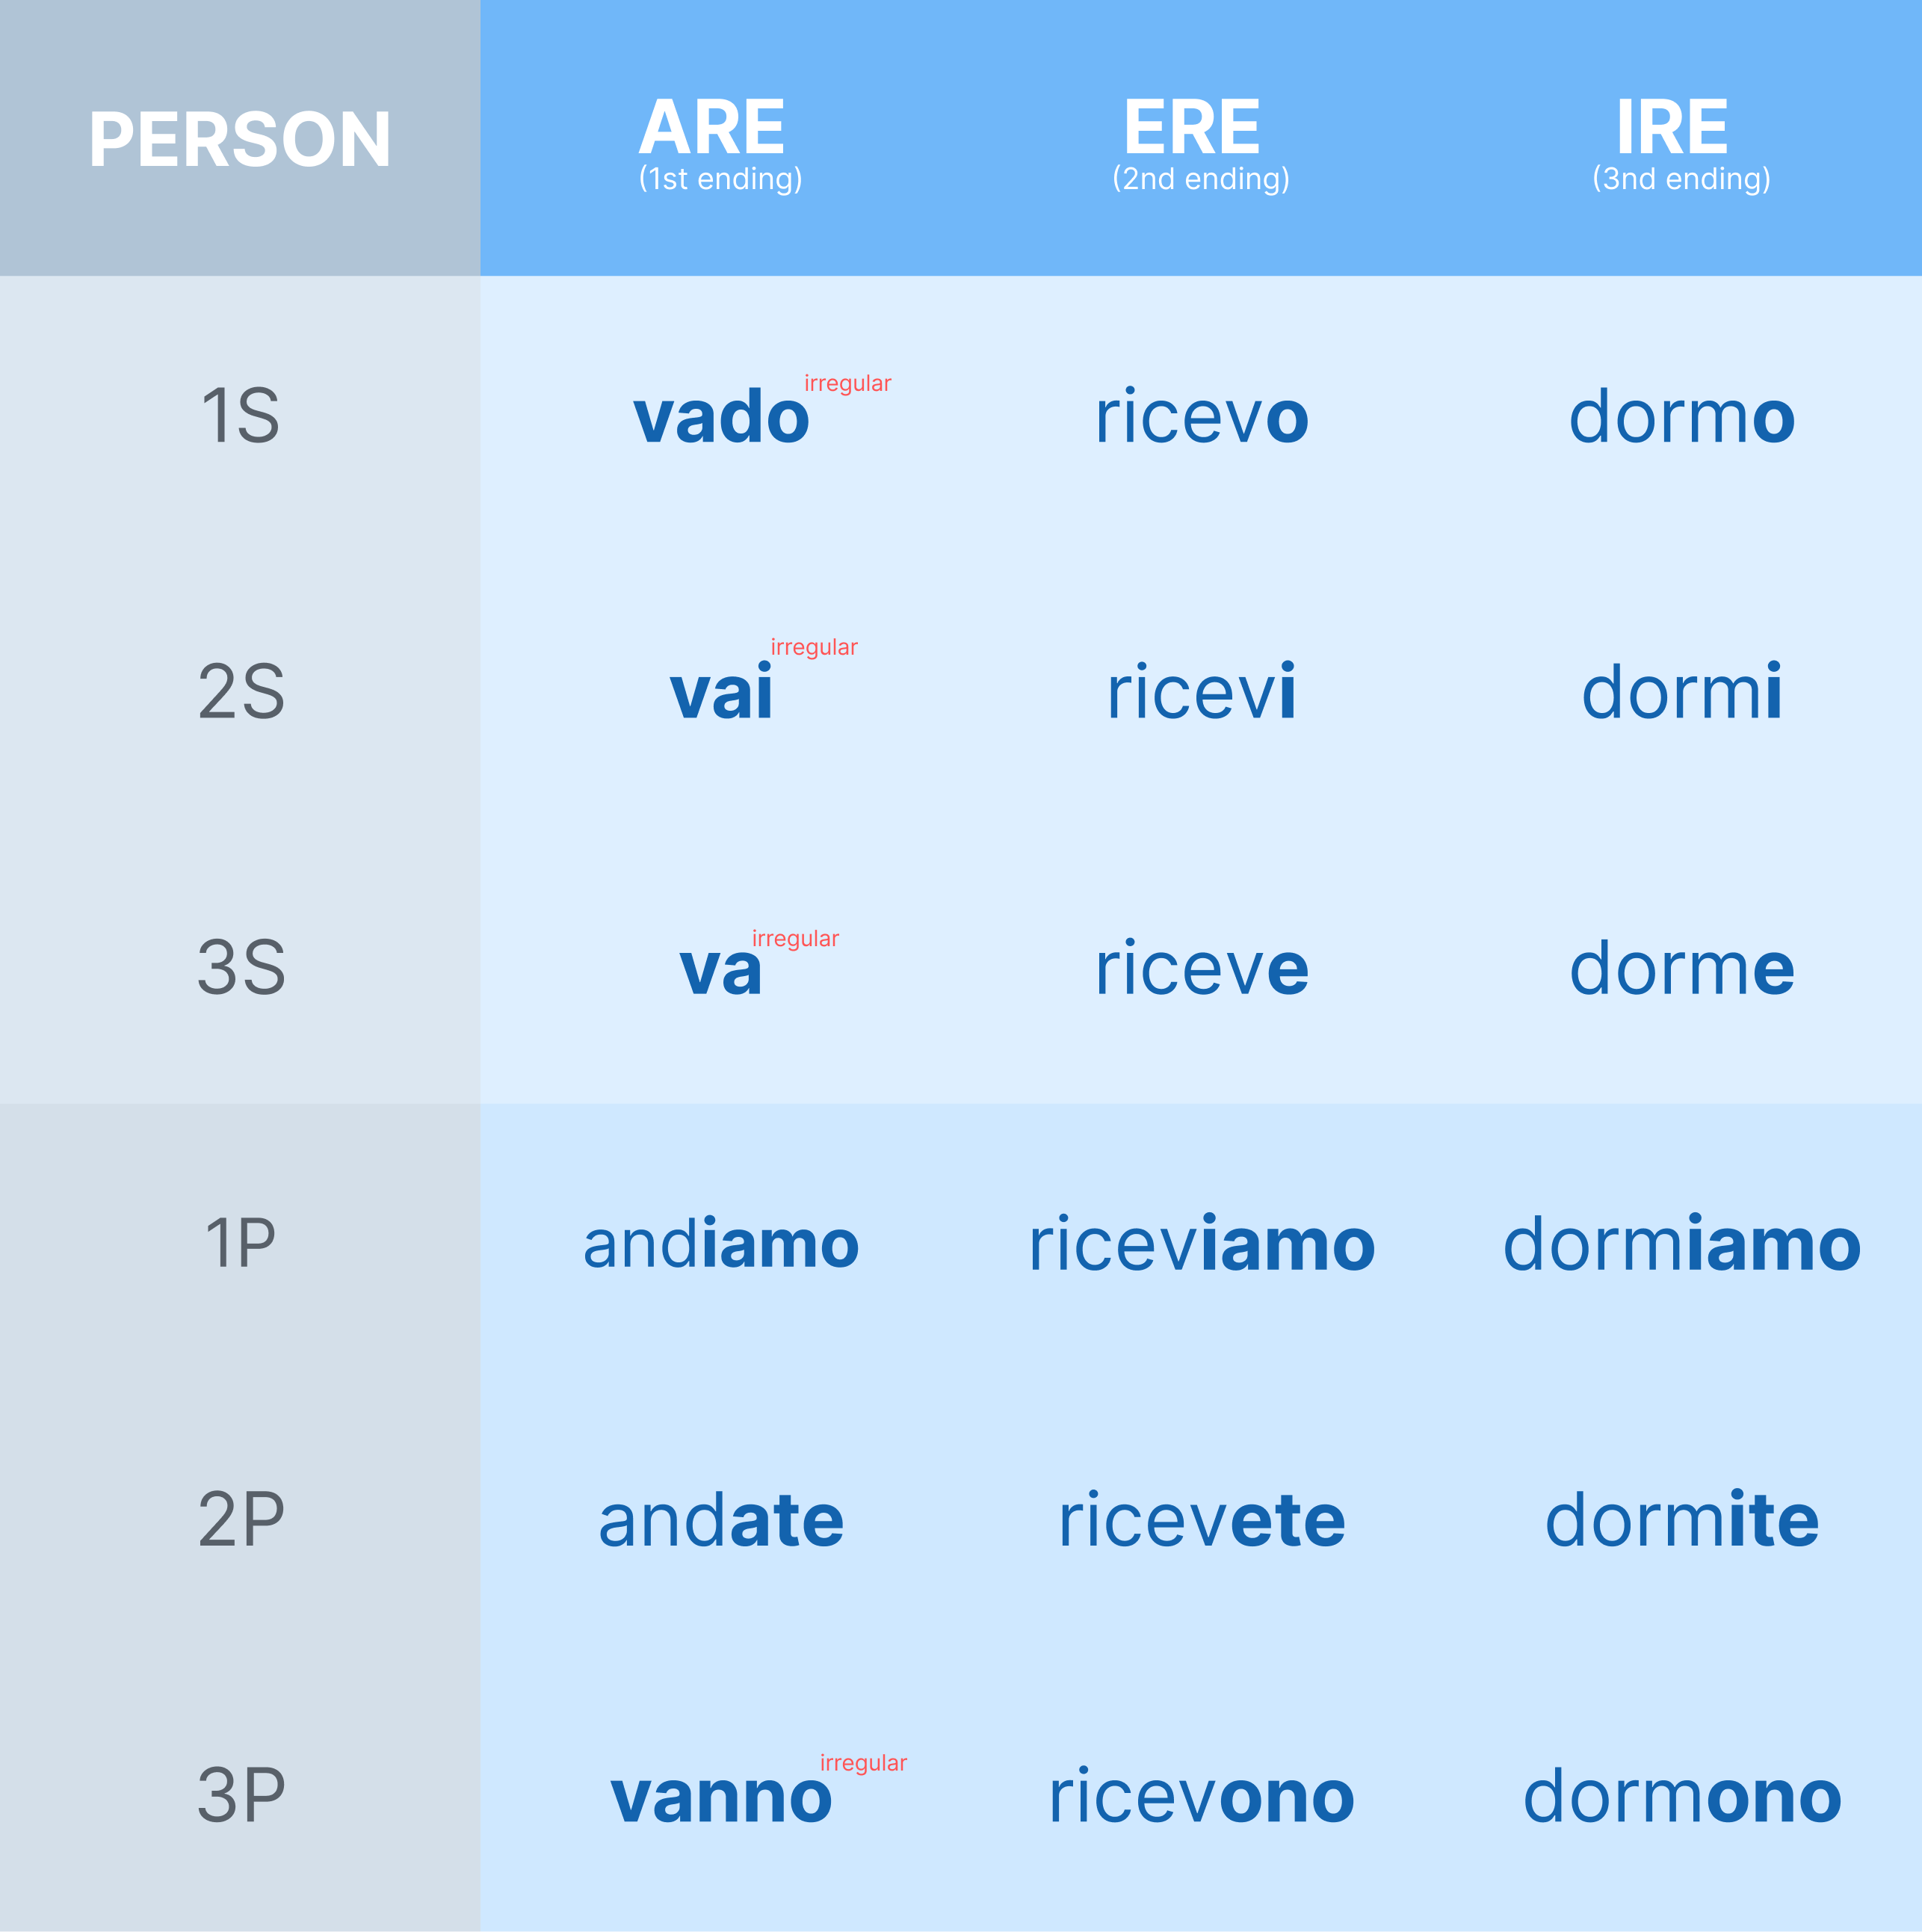 PERSON ARE ERE IRE
(1st ending) (2nd ending) (3nd ending)
1S vado irregular ricevo dormo
2S vai irregular ricevi dormi
3S va irregular riceve dorme
1P andiamo riceviamo dormiamo
2P andate ricevete dormite
3P vanno irregular ricevono dormono